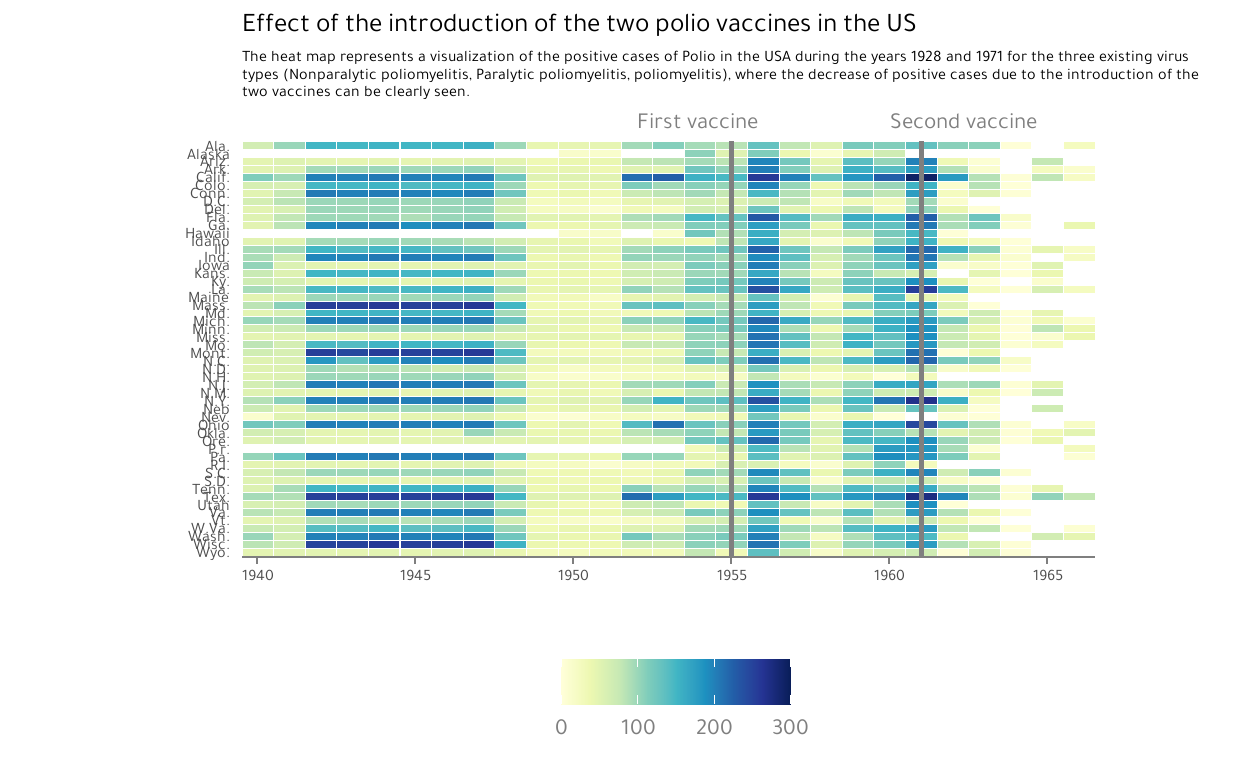 Effect of the introduction of the two polio vaccines in the US
The heat map represents a visualization of the positive cases of Polio in the USA during the years 1928 and 1971 for the three existing virus
types (Nonparalytic poliomyelitis, Paralytic poliomyelitis, poliomyelitis), where the decrease of positive cases due to the introduction of the
two vaccines can be clearly seen.
First vaccine Second vaccine
Ala.
Alaska
Ariz.
Ark.
Calif.
Colo.
Conn.
D.C.
Del.
Fla.
Ga.
Hawaii
Idaho
Ill.
Ind.
Iowa
Kans.
Ky.
La.
Maine
Mass.
Md.
Mich.
Minn.
Miss.
Mo.
Mont.
N.C.
N.D.
N.H.
N.J.
N.M.
N.Y.
Neb
Nev.
Ohio
Okla.
Ore.
P.r.
Pa.
R.I.
S.C.
S.D.
Tenn.
Tex.
Utah
Va.
Vt.
W.Va.
Wash.
Wisc.
Wyo.
1940 1945 1950 1955 1960 1965
0 100 200 300